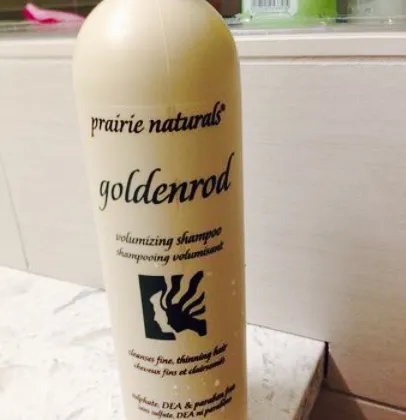 prairie naturals®
goldenrod
volumizing shampoo
shampooing volumisant
cleanses fine, thinning hair
cheveux fins et clairsemés
sulphate, DEA & paraben free
sans sulfate, DEA ni paraben